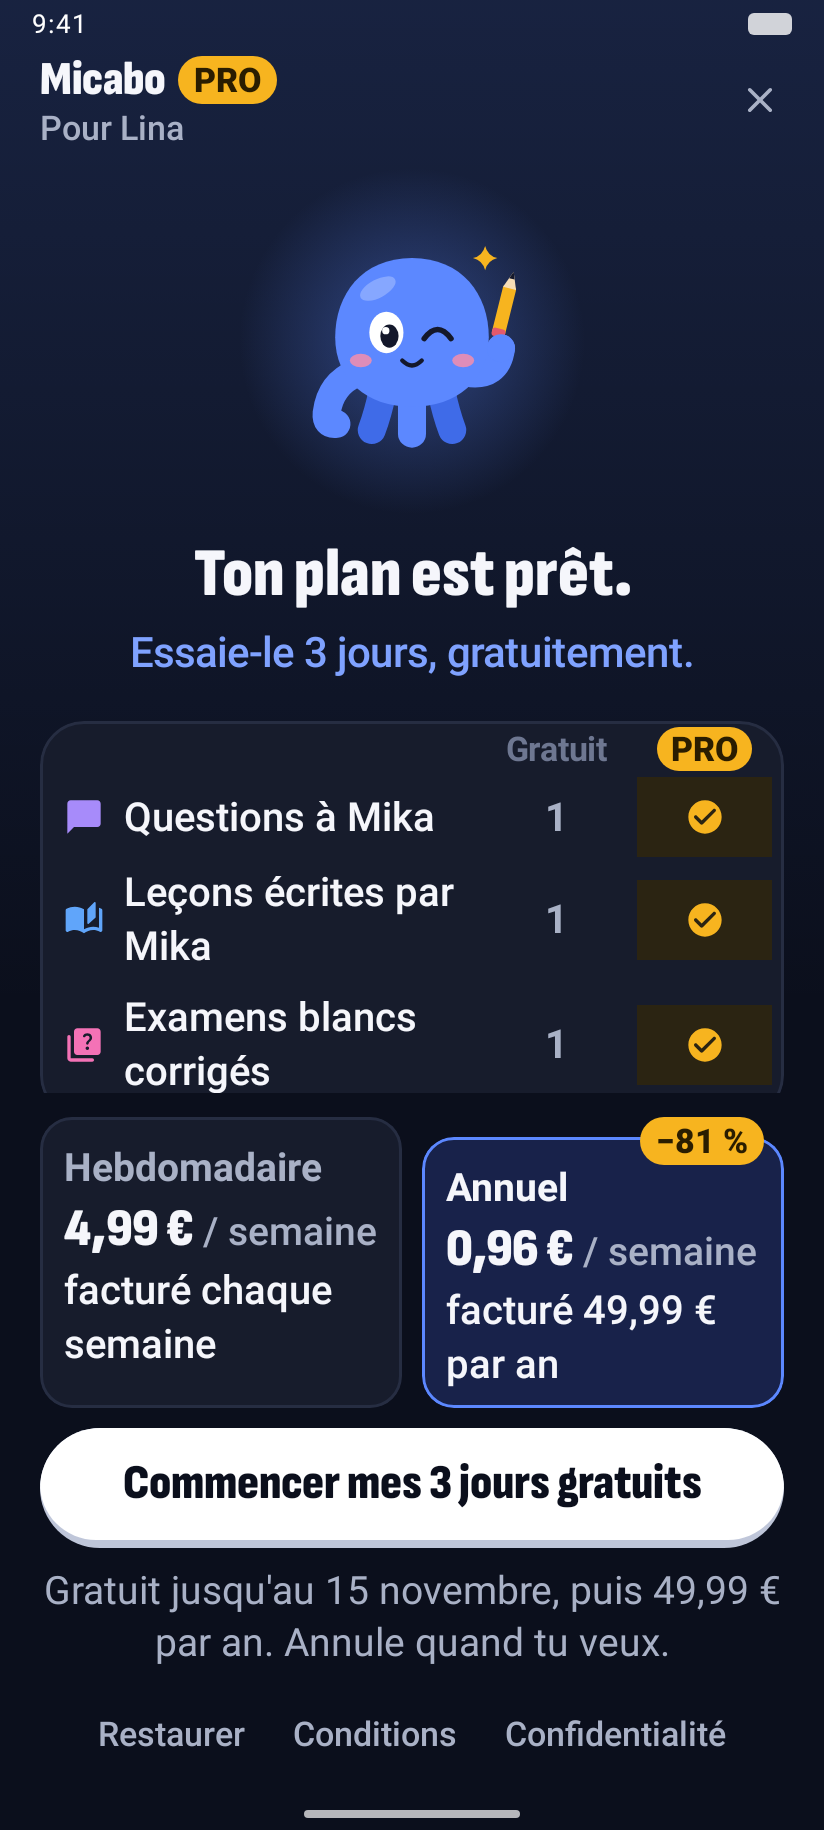 9:41
Micabo PRO
Pour Lina
Ton plan est prêt.
Essaie-le 3 jours, gratuitement.
Gratuit PRO
Questions à Mika 1
Leçons écrites par
Mika
1
Examens blancs
corrigés
1
Hebdomadaire
4,99 € / semaine
facturé chaque
semaine
−81 %
Annuel
0,96 € / semaine
facturé 49,99 €
par an
Commencer mes 3 jours gratuits
Gratuit jusqu'au 15 novembre, puis 49,99 €
par an. Annule quand tu veux.
Restaurer Conditions Confidentialité